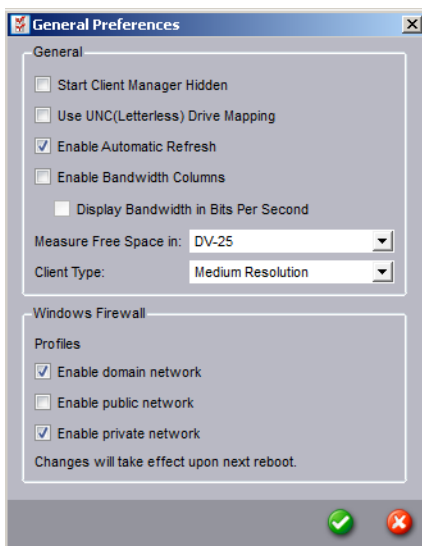 General Preferences
General
Start Client Manager Hidden
Use UNC(Letterless) Drive Mapping
Enable Automatic Refresh
Enable Bandwidth Columns
Display Bandwidth in Bits Per Second
Measure Free Space in: DV-25
Client Type: Medium Resolution
Windows Firewall
Profiles
Enable domain network
Enable public network
Enable private network
Changes will take effect upon next reboot.